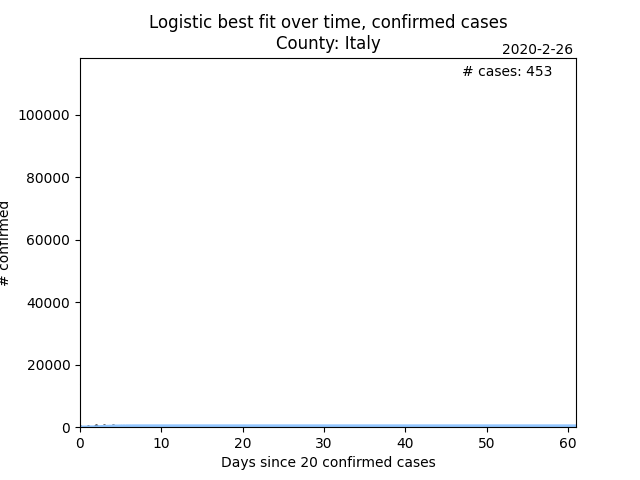 Logistic best fit over time, confirmed cases
County: Italy
2020-2-26
# cases: 453
100000
80000
60000
40000
20000
0
# confirmed
0 10 20 30 40 50 60
Days since 20 confirmed cases